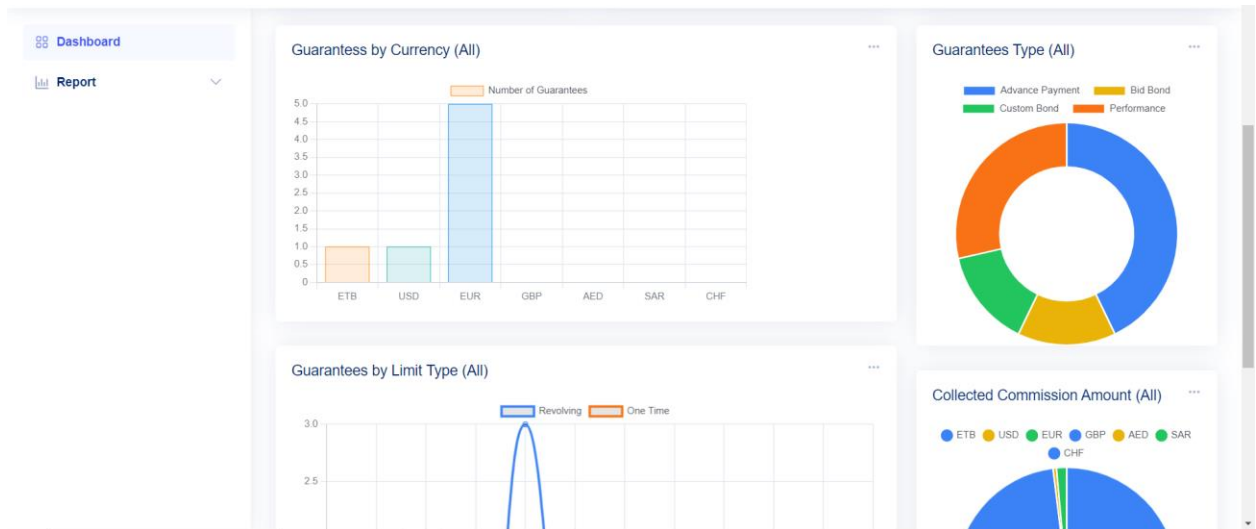 Dashboard
Report
Guarantess by Currency (All)
...
Number of Guarantees
5.0
4.5
4.0
3.5
3.0
2.5
2.0
1.5
1.0
0.5
0
ETB USD EUR GBP AED SAR CHF
Guarantees Type (All)
...
Advance Payment Bid Bond
Custom Bond Performance
Guarantees by Limit Type (All)
...
Revolving One Time
3.0
2.5
Collected Commission Amount (All)
...
ETB USD EUR GBP AED SAR
CHF